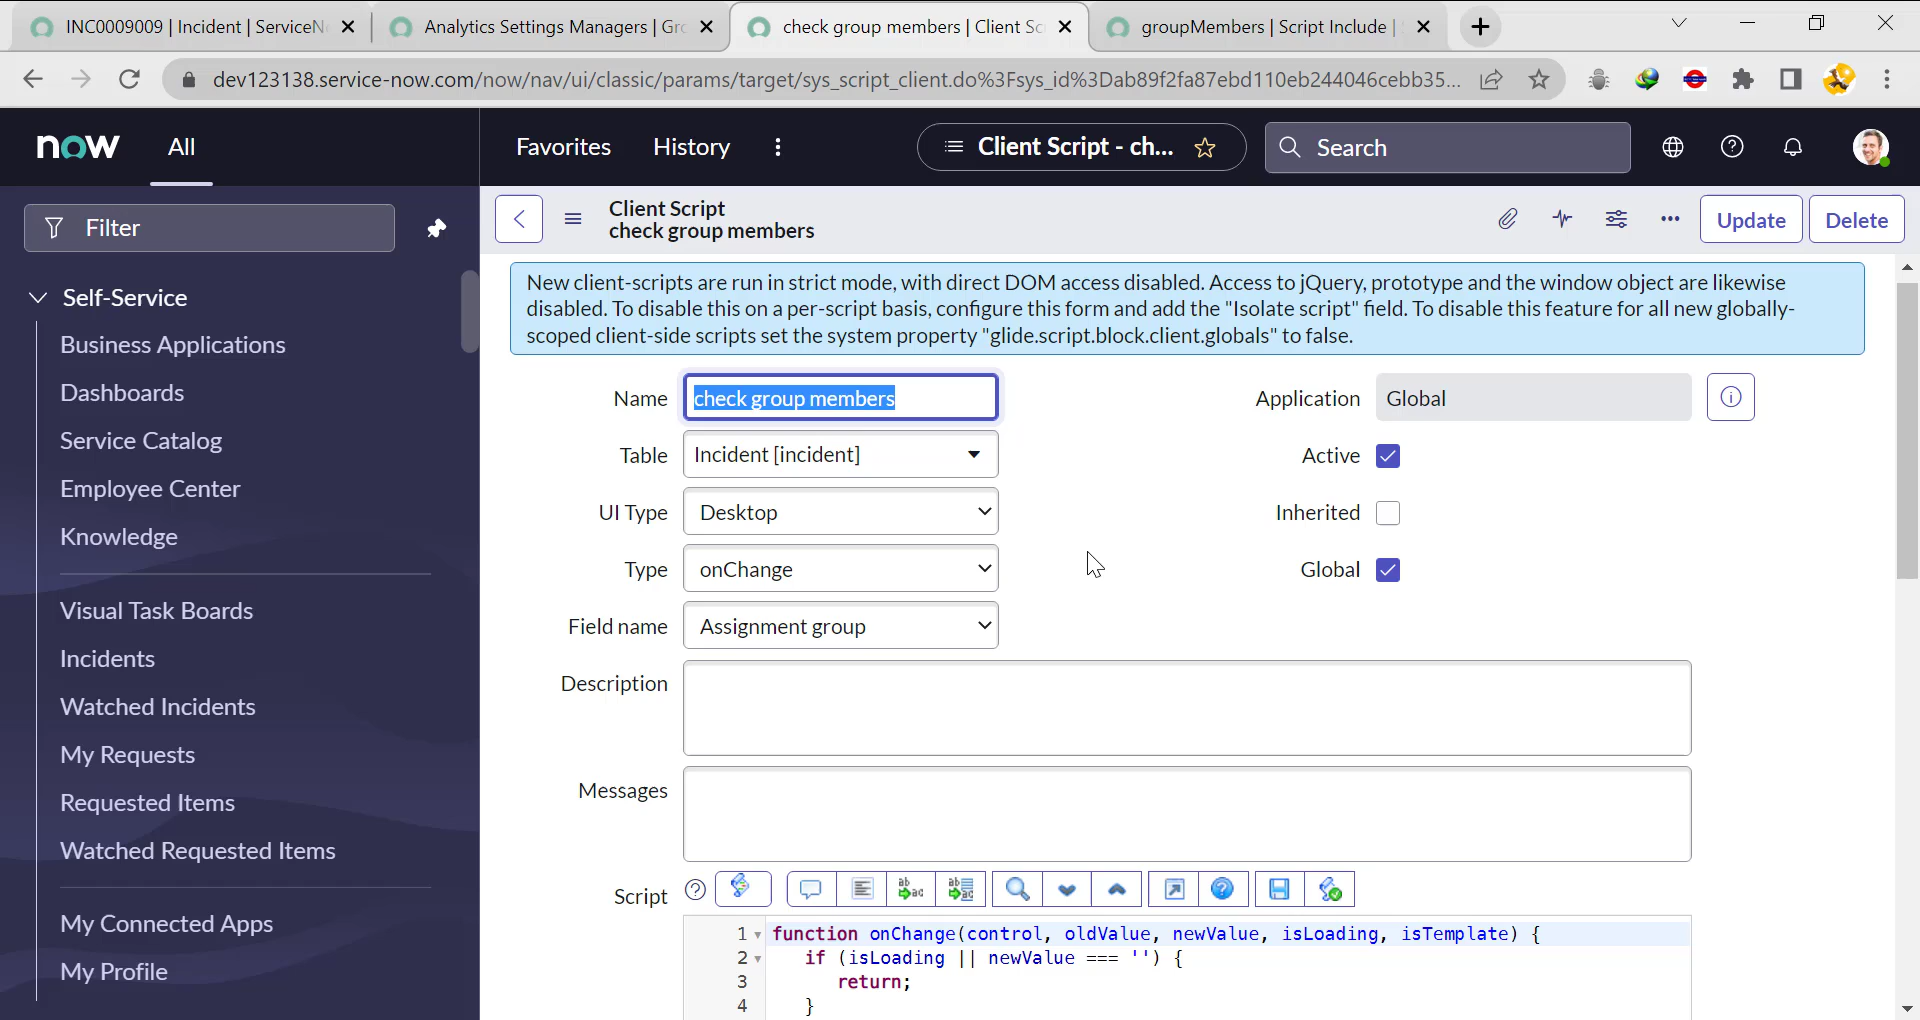 INC0009009 | Incident | ServiceN
Analytics Settings Managers | Gro
check group members | Client Sc
groupMembers | Script Include |
dev123138.service-now.com/now/nav/ui/classic/params/target/sys_script_client.do%3Fsys_id%3Dab89f2fa87ebd110eb244046cebb35...
now
All
Favorites
History
Client Script - ch...
Search
Filter
Client Script
check group members
Update
Delete
New client-scripts are run in strict mode, with direct DOM access disabled. Access to jQuery, prototype and the window object are likewise
disabled. To disable this on a per-script basis, configure this form and add the "Isolate script" field. To disable this feature for all new globally-
scoped client-side scripts set the system property "glide.script.block.client.globals" to false.
Self-Service
Business Applications
Dashboards
Service Catalog
Employee Center
Knowledge
Visual Task Boards
Incidents
Watched Incidents
My Requests
Requested Items
Watched Requested Items
My Connected Apps
My Profile
Name check group members
Application Global
Table Incident [incident]
Active
UI Type Desktop
Inherited
Type onChange
Global
Field name Assignment group
Description
Messages
Script
1 function onChange(control, oldValue, newValue, isLoading, isTemplate) {
2 if (isLoading || newValue === '') {
3 return;
4 }